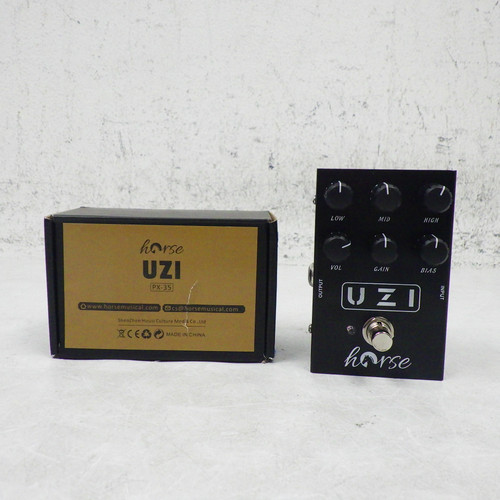 horse
UZI
PX-35
www.horsemusical.com
MADE IN CHINA
LOW MID HIGH
VOL GAIN BIAS
OUTPUT
INPUT
UZI
horse